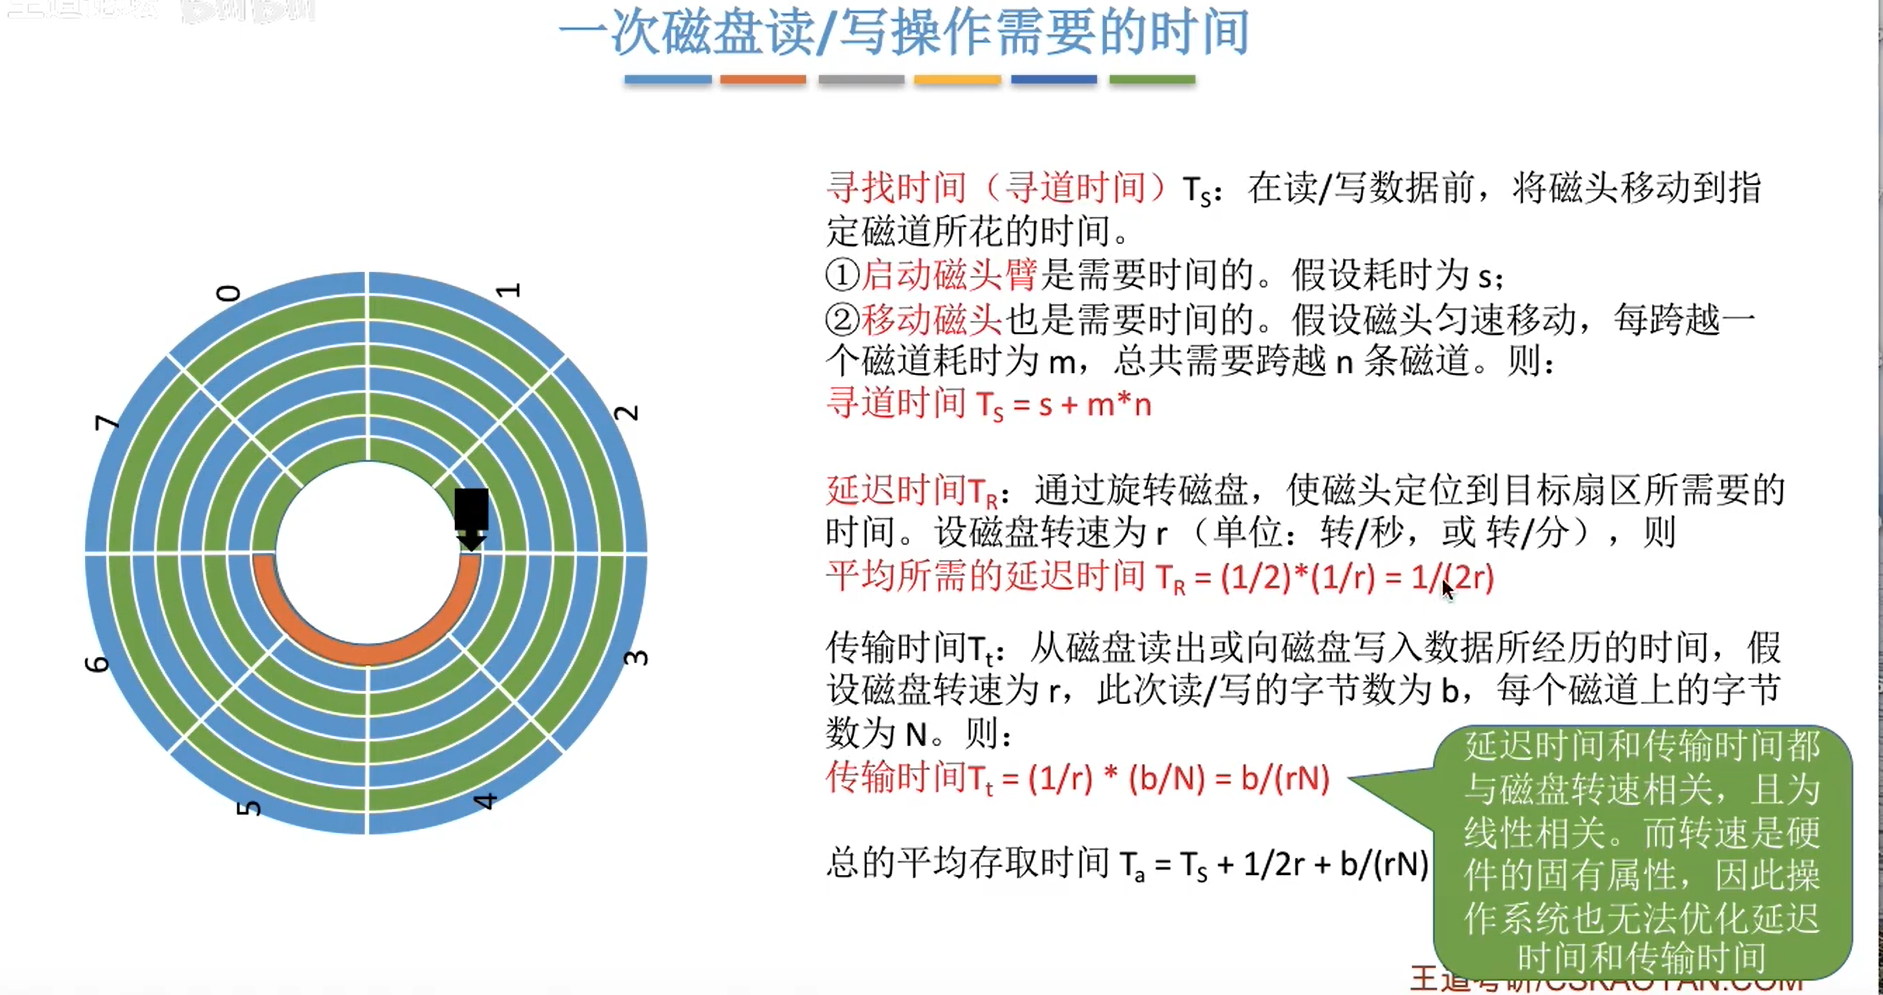 一次磁盘读/写操作需要的时间
寻找时间（寻道时间）TS：在读/写数据前，将磁头移动到指
定磁道所花的时间。
①启动磁头臂是需要时间的。假设耗时为 s；
②移动磁头也是需要时间的。假设磁头匀速移动，每跨越一
个磁道耗时为 m，总共需要跨越 n 条磁道。则：
寻道时间 TS = s + m*n
延迟时间TR：通过旋转磁盘，使磁头定位到目标扇区所需要的
时间。设磁盘转速为 r（单位：转/秒，或 转/分），则
平均所需的延迟时间 TR = (1/2)*(1/r) = 1/(2r)
传输时间Tt：从磁盘读出或向磁盘写入数据所经历的时间，假
设磁盘转速为 r，此次读/写的字节数为 b，每个磁道上的字节
数为 N。则：
传输时间Tt = (1/r) * (b/N) = b/(rN)
总的平均存取时间 Ta = TS + 1/2r + b/(rN)
延迟时间和传输时间都
与磁盘转速相关，且为
线性相关。而转速是硬
件的固有属性，因此操
作系统也无法优化延迟
时间和传输时间
王道考研/CSKAOYAN.COM
0
1
2
3
4
5
6
7